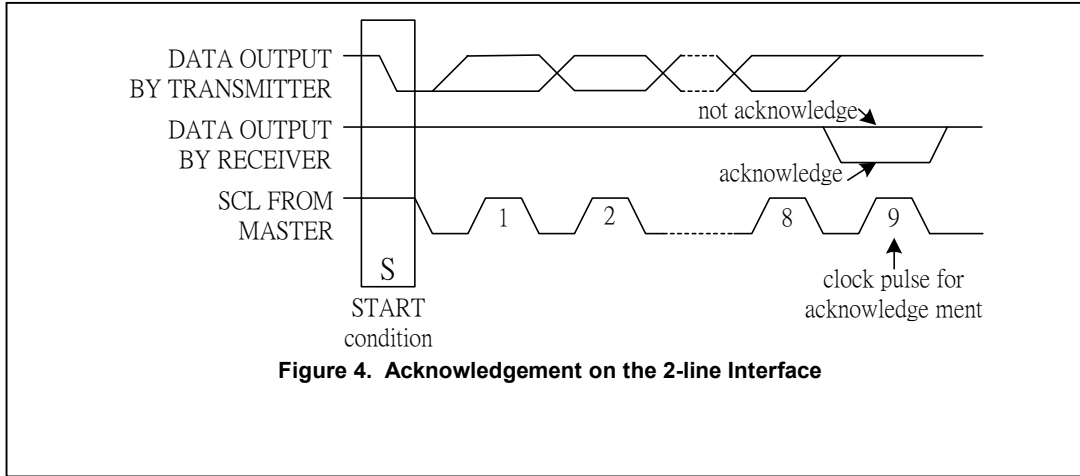 DATA OUTPUT
BY TRANSMITTER
not acknowledge
DATA OUTPUT
BY RECEIVER
acknowledge
SCL FROM
MASTER
1
2
8
9
S
START
condition
clock pulse for
acknowledge ment
Figure 4. Acknowledgement on the 2-line Interface